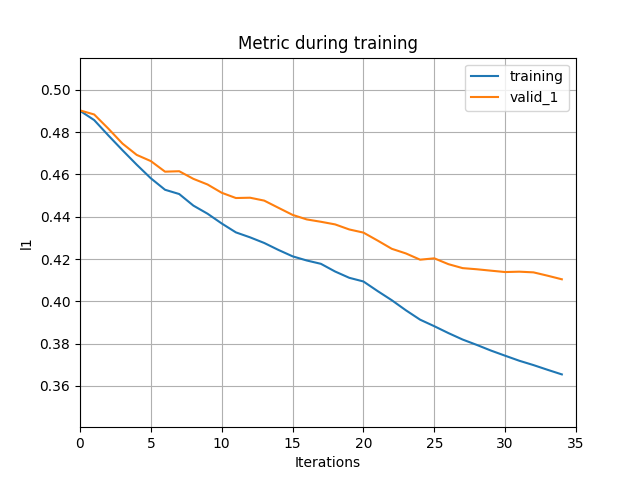 Metric during training
training
valid_1
0.50
0.48
0.46
0.44
0.42
0.40
0.38
0.36
l1
0 5 10 15 20 25 30 35
Iterations